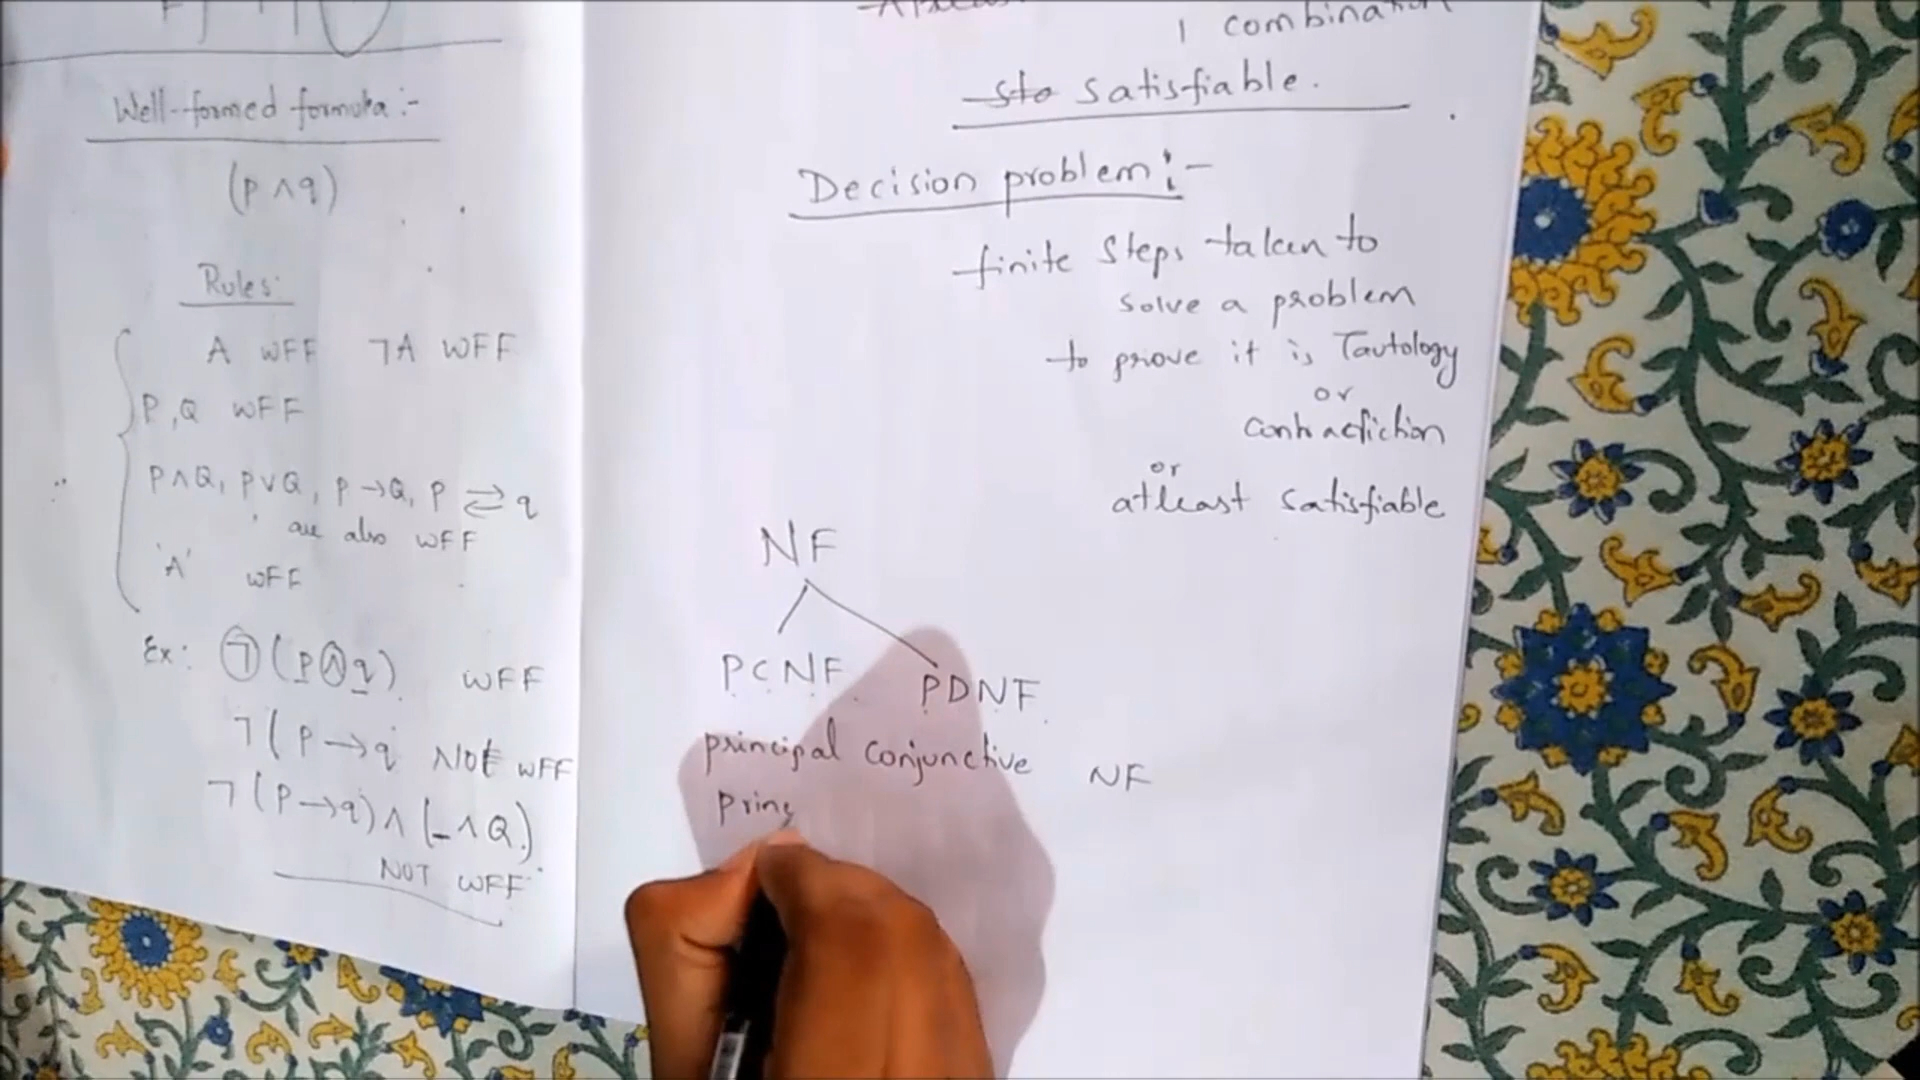 Well-formed formula:-
(p ∧ q)
Rules:
A WFF ¬A WFF
P, Q WFF
P∧Q, P∨Q, P→Q, P ⇄ q
are also WFF
'A' WFF
Ex: ¬(p∧q) WFF
¬(P→q Not WFF
¬(P→q)∧(_∧Q)
NOT WFF
1 combination
satisfiable.
Decision problem:-
finite steps taken to
solve a problem
to prove it is Tautology
or
contradiction
or
atleast satisfiable
NF
PCNF PDNF
principal conjunctive NF
Prin